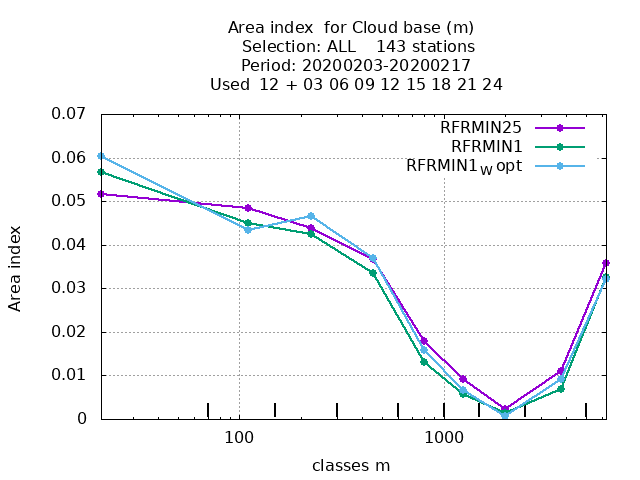 Area index  for Cloud base (m)
Selection: ALL    143 stations
Period: 20200203-20200217
Used  12 + 03 06 09 12 15 18 21 24
RFRMIN25
RFRMIN1
RFRMIN1W opt
0.07
0.06
0.05
0.04
0.03
0.02
0.01
0
Area index
100
1000
classes m